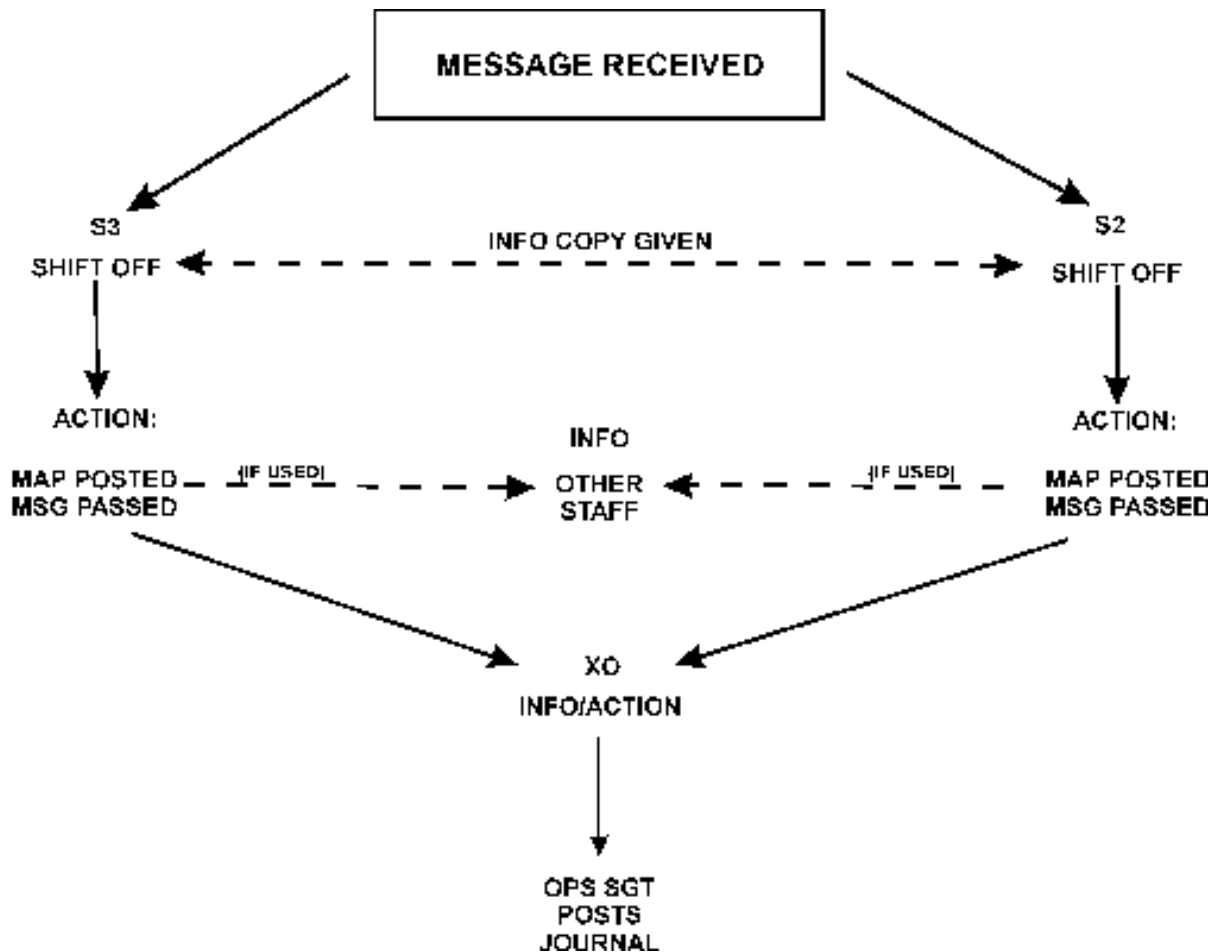 MESSAGE RECEIVED
S3
S2
INFO COPY GIVEN
SHIFT OFF
SHIFT OFF
ACTION:
ACTION:
INFO
MAP POSTED
(IF USED)
OTHER
(IF USED)
MAP POSTED
MSG PASSED
STAFF
MSG PASSED
XO
INFO/ACTION
OPS SGT
POSTS
JOURNAL